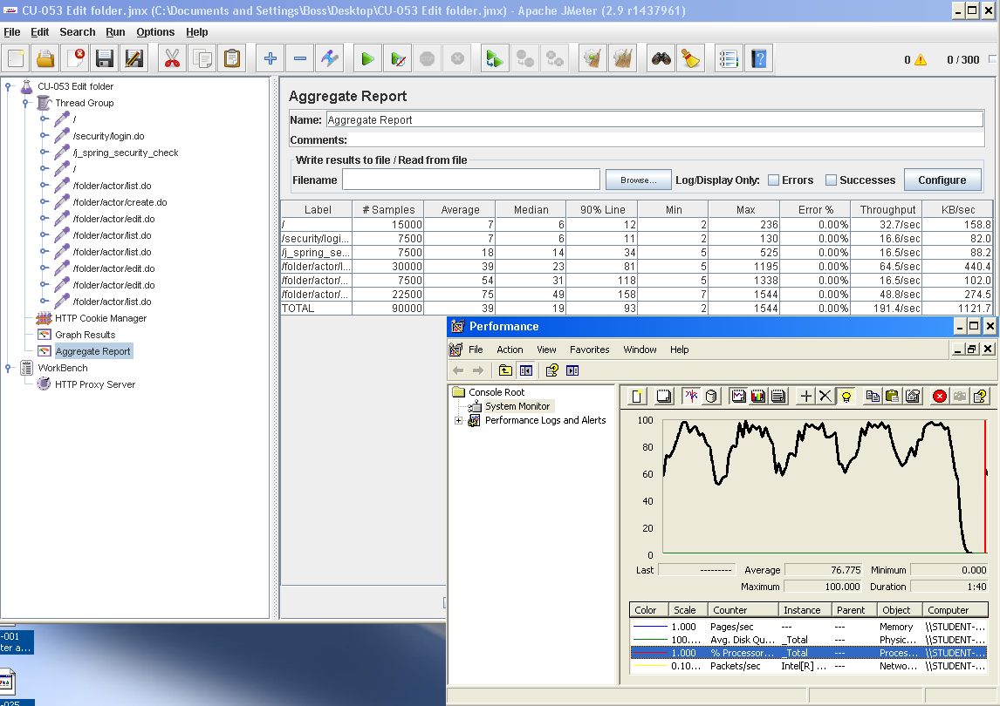 CU-053 Edit folder.jmx (C:\Documents and Settings\Boss\Desktop\CU-053 Edit folder.jmx) - Apache JMeter (2.9 r1437961)
File Edit Search Run Options Help
0 0 / 300
CU-053 Edit folder
Thread Group
/
/security/login.do
/j_spring_security_check
/
/folder/actor/list.do
/folder/actor/create.do
/folder/actor/edit.do
/folder/actor/list.do
/folder/actor/list.do
/folder/actor/edit.do
/folder/actor/edit.do
/folder/actor/list.do
HTTP Cookie Manager
Graph Results
Aggregate Report
WorkBench
HTTP Proxy Server
Aggregate Report
Name: Aggregate Report
Comments:
Write results to file / Read from file
Filename Browse... Log/Display Only: Errors Successes Configure
Label # Samples Average Median 90% Line Min Max Error % Throughput KB/sec
/ 15000 7 6 12 2 236 0.00% 32.7/sec 158.8
/security/logi... 7500 7 6 11 2 130 0.00% 16.6/sec 82.0
/j_spring_se... 7500 18 14 34 5 525 0.00% 16.5/sec 88.2
/folder/actor/l... 30000 39 23 81 5 1195 0.00% 64.5/sec 440.4
/folder/actor/... 7500 54 31 118 5 1338 0.00% 16.5/sec 102.0
/folder/actor/... 22500 75 49 158 7 1544 0.00% 48.8/sec 274.5
TOTAL 90000 39 19 93 2 1544 0.00% 191.4/sec 1121.7
Performance
File Action View Favorites Window Help
Console Root
System Monitor
Performance Logs and Alerts
100
80
60
40
20
0
Last --------- Average 76.775 Minimum 0.000
Maximum 100.000 Duration 1:40
Color Scale Counter Instance Parent Object Computer
1.000 Pages/sec --- --- Memory \\STUDENT-...
100.... Avg. Disk Qu... _Total --- Physic... \\STUDENT-...
1.000 % Processor... _Total --- Proces... \\STUDENT-...
0.10... Packets/sec Intel[R] ... --- Netwo... \\STUDENT-...
-001
ter a...
-025